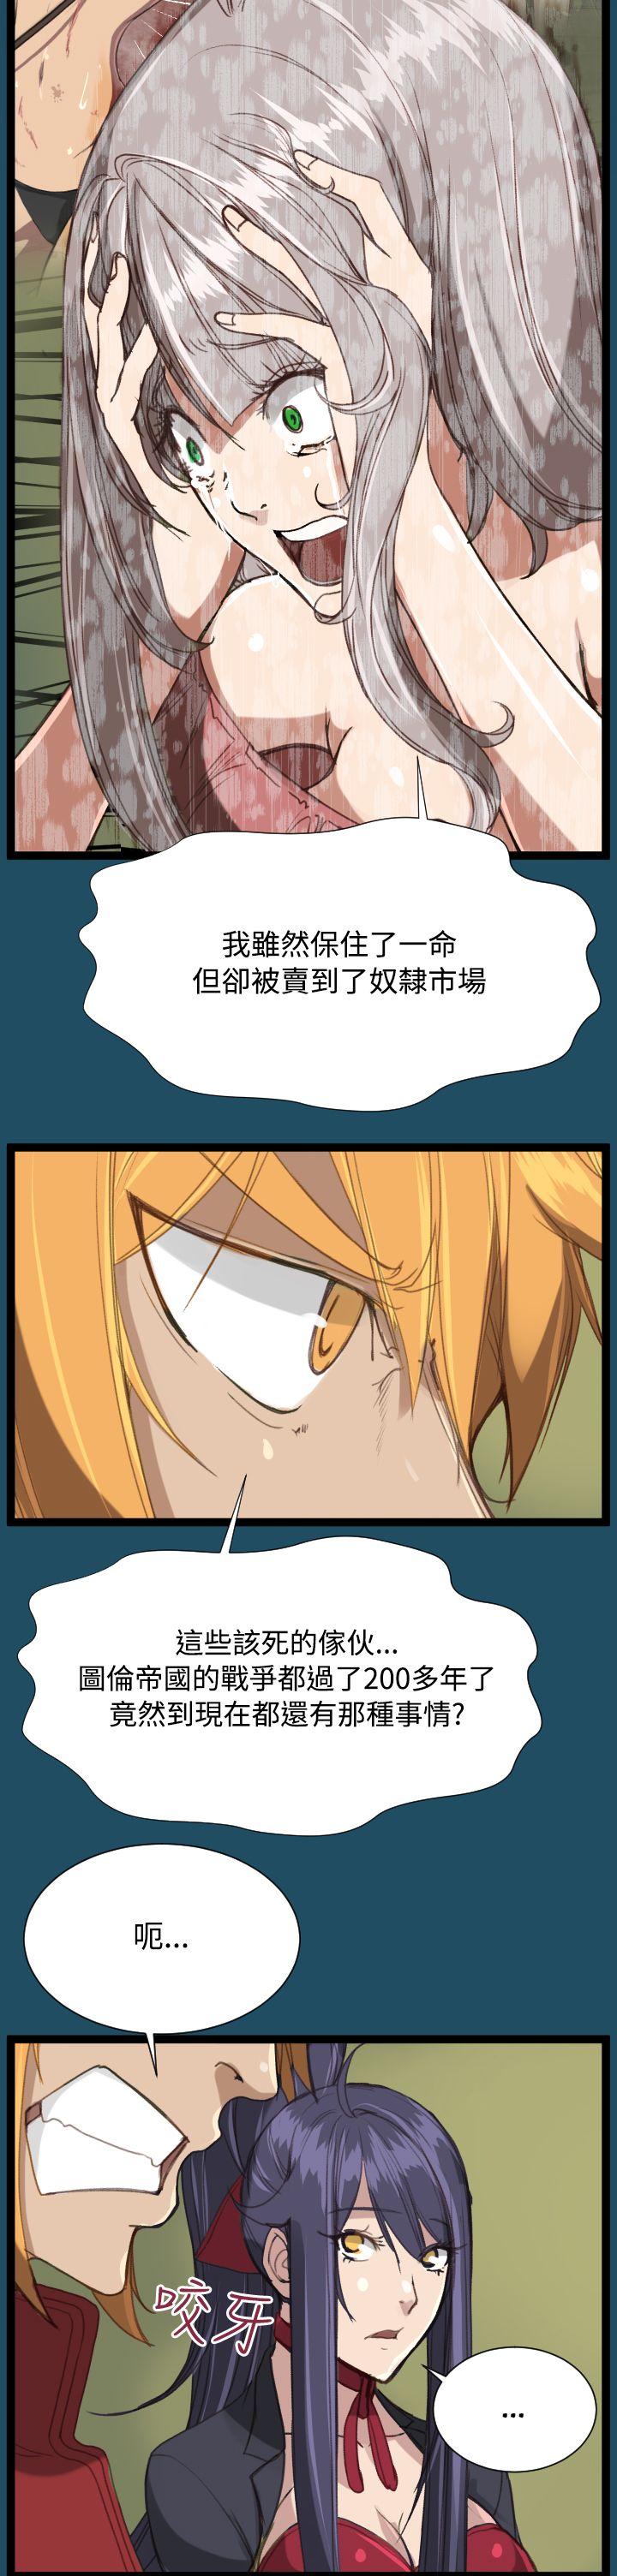 我雖然保住了一命
但卻被賣到了奴隸市場
這些該死的傢伙...
圖倫帝國的戰爭都過了200多年了
竟然到現在都還有那種事情?
呃...
咬牙
...